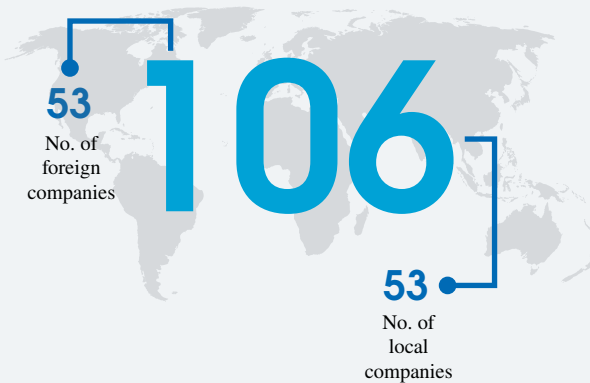 106
53
No. of
foreign
companies
53
No. of
local
companies